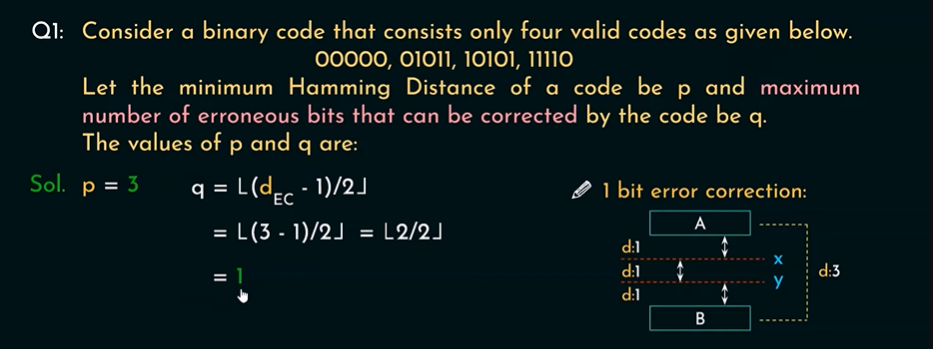 Q1: Consider a binary code that consists only four valid codes as given below.
00000, 01011, 10101, 11110
Let the minimum Hamming Distance of a code be p and maximum
number of erroneous bits that can be corrected by the code be q.
The values of p and q are:
Sol. p = 3
q = ⌊(dEC - 1)/2⌋
= ⌊(3 - 1)/2⌋ = ⌊2/2⌋
= 1
1 bit error correction:
A
d:1
x
d:1
d:3
y
d:1
B